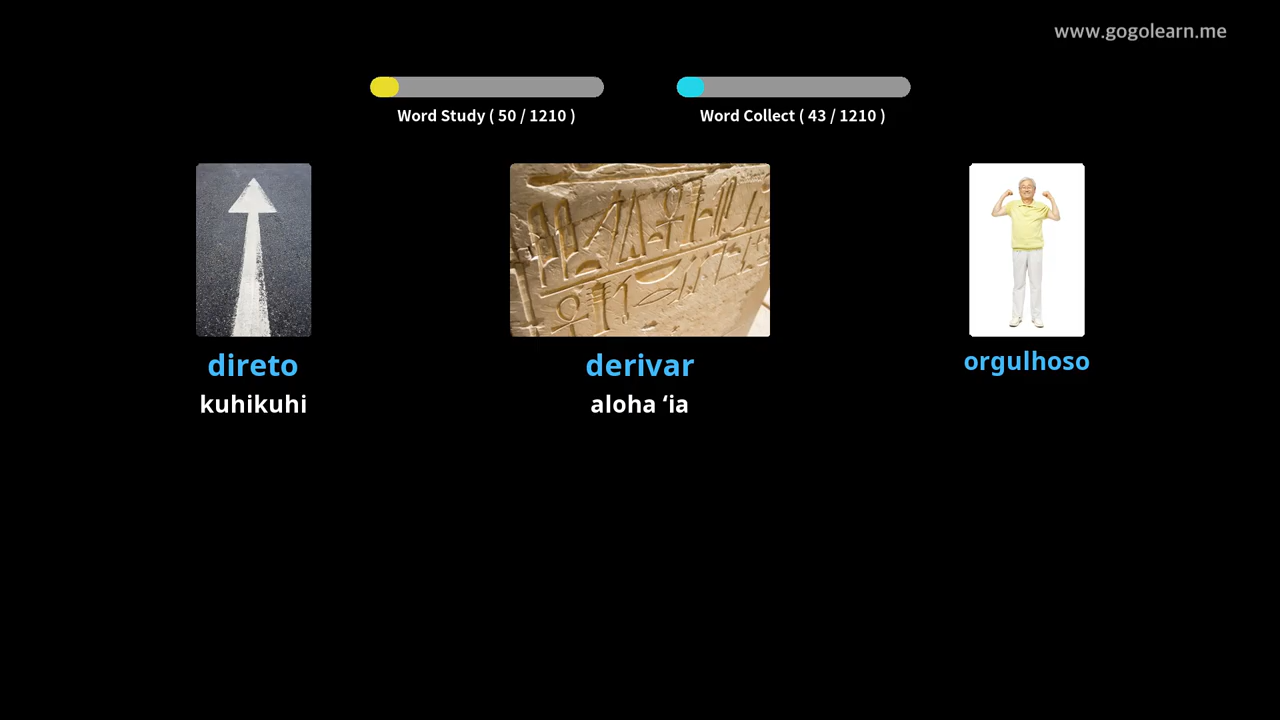 www.gogolearn.me
Word Study ( 50 / 1210 )
Word Collect ( 43 / 1210 )
direto
derivar
orgulhoso
kuhikuhi
aloha ʻia